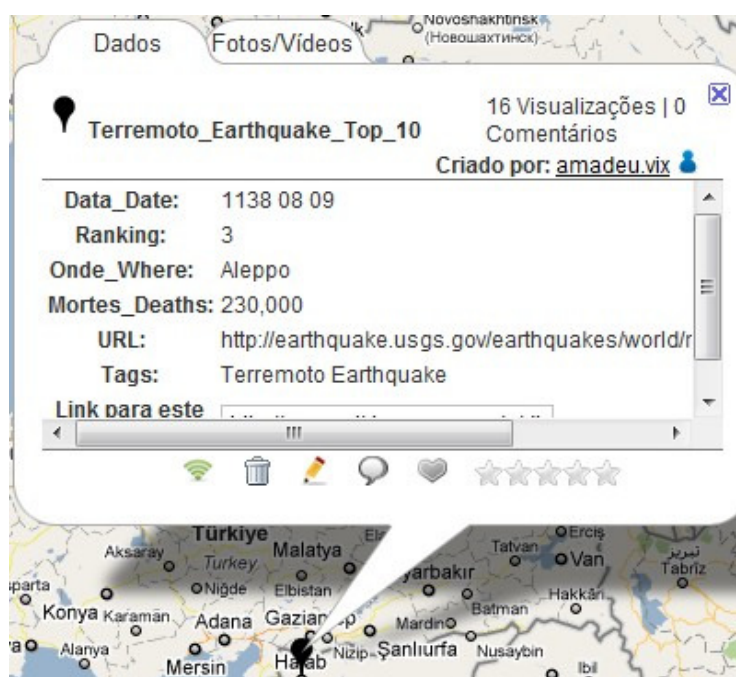 Novoshakhtinsk
(Новошахтинск)
Dados
Fotos/Vídeos
Terremoto_Earthquake_Top_10
16 Visualizações | 0
Comentários
Criado por: amadeu.vix
Data_Date: 1138 08 09
Ranking: 3
Onde_Where: Aleppo
Mortes_Deaths: 230,000
URL: http://earthquake.usgs.gov/earthquakes/world/
Tags: Terremoto Earthquake
Link para este
Türkiye
Turkey
Aksaray
Malatya
Tatvan
Erciş
Van
تبریز
Tabriz
Niğde
Elbistan
yarbakır
Batman
Hakkâri
Konya
Karaman
Adana
Mardin
Alanya
Mersin
Halab
Nizip
Şanlıurfa
Nusaybin